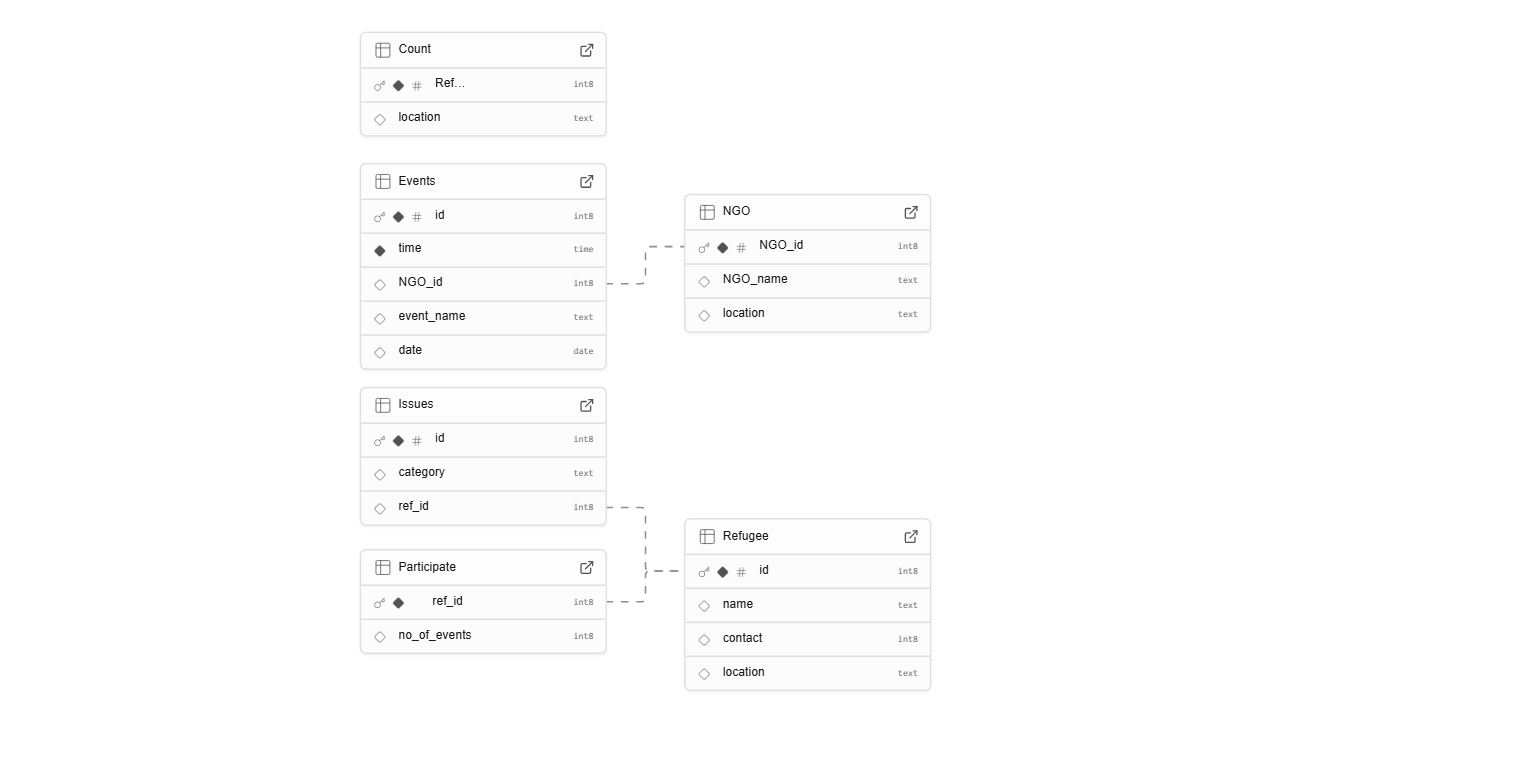 Count
Ref... int8
location text
Events
id int8
time time
NGO_id int8
event_name text
date date
NGO
NGO_id int8
NGO_name text
location text
Issues
id int8
category text
ref_id int8
Participate
ref_id int8
no_of_events int8
Refugee
id int8
name text
contact int8
location text